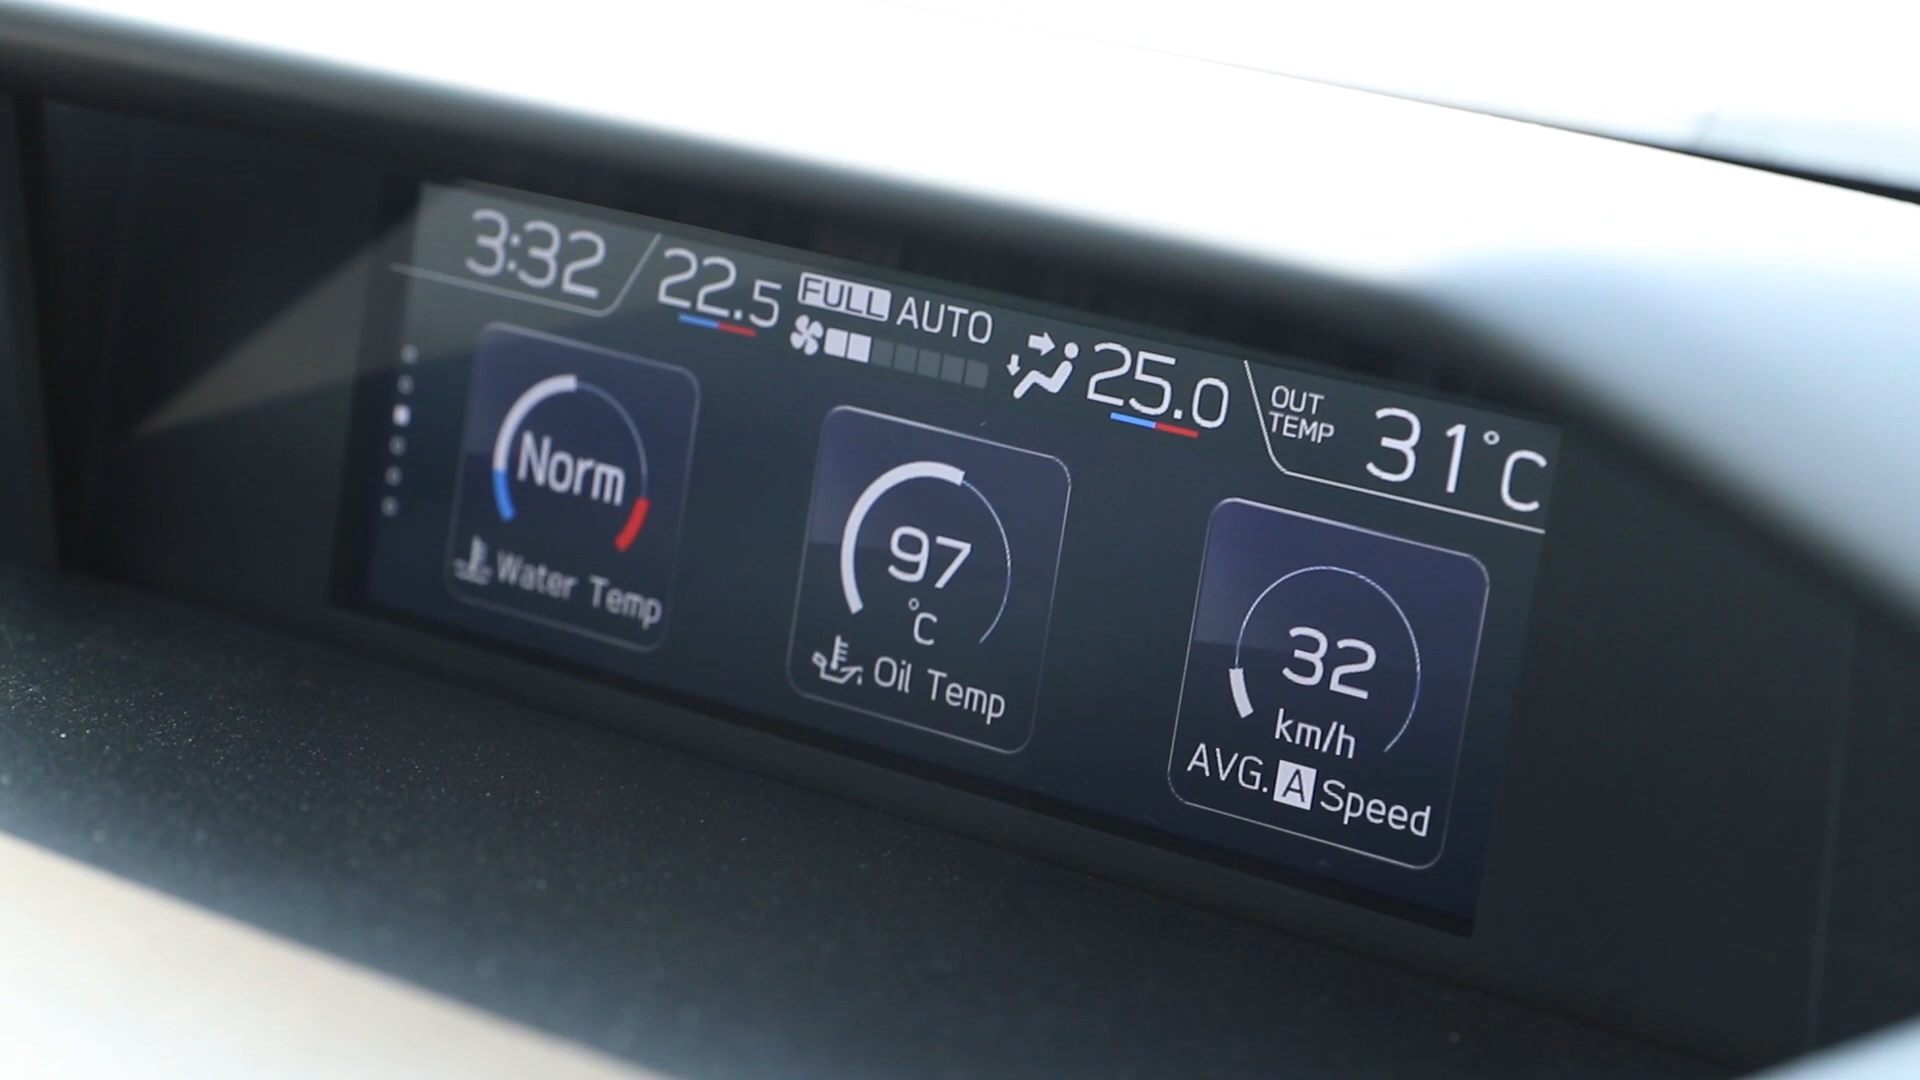 3:32
22.5
FULL AUTO
25.0
OUT
TEMP
31°C
Norm
Water Temp
97
°C
Oil Temp
32
km/h
AVG. A Speed